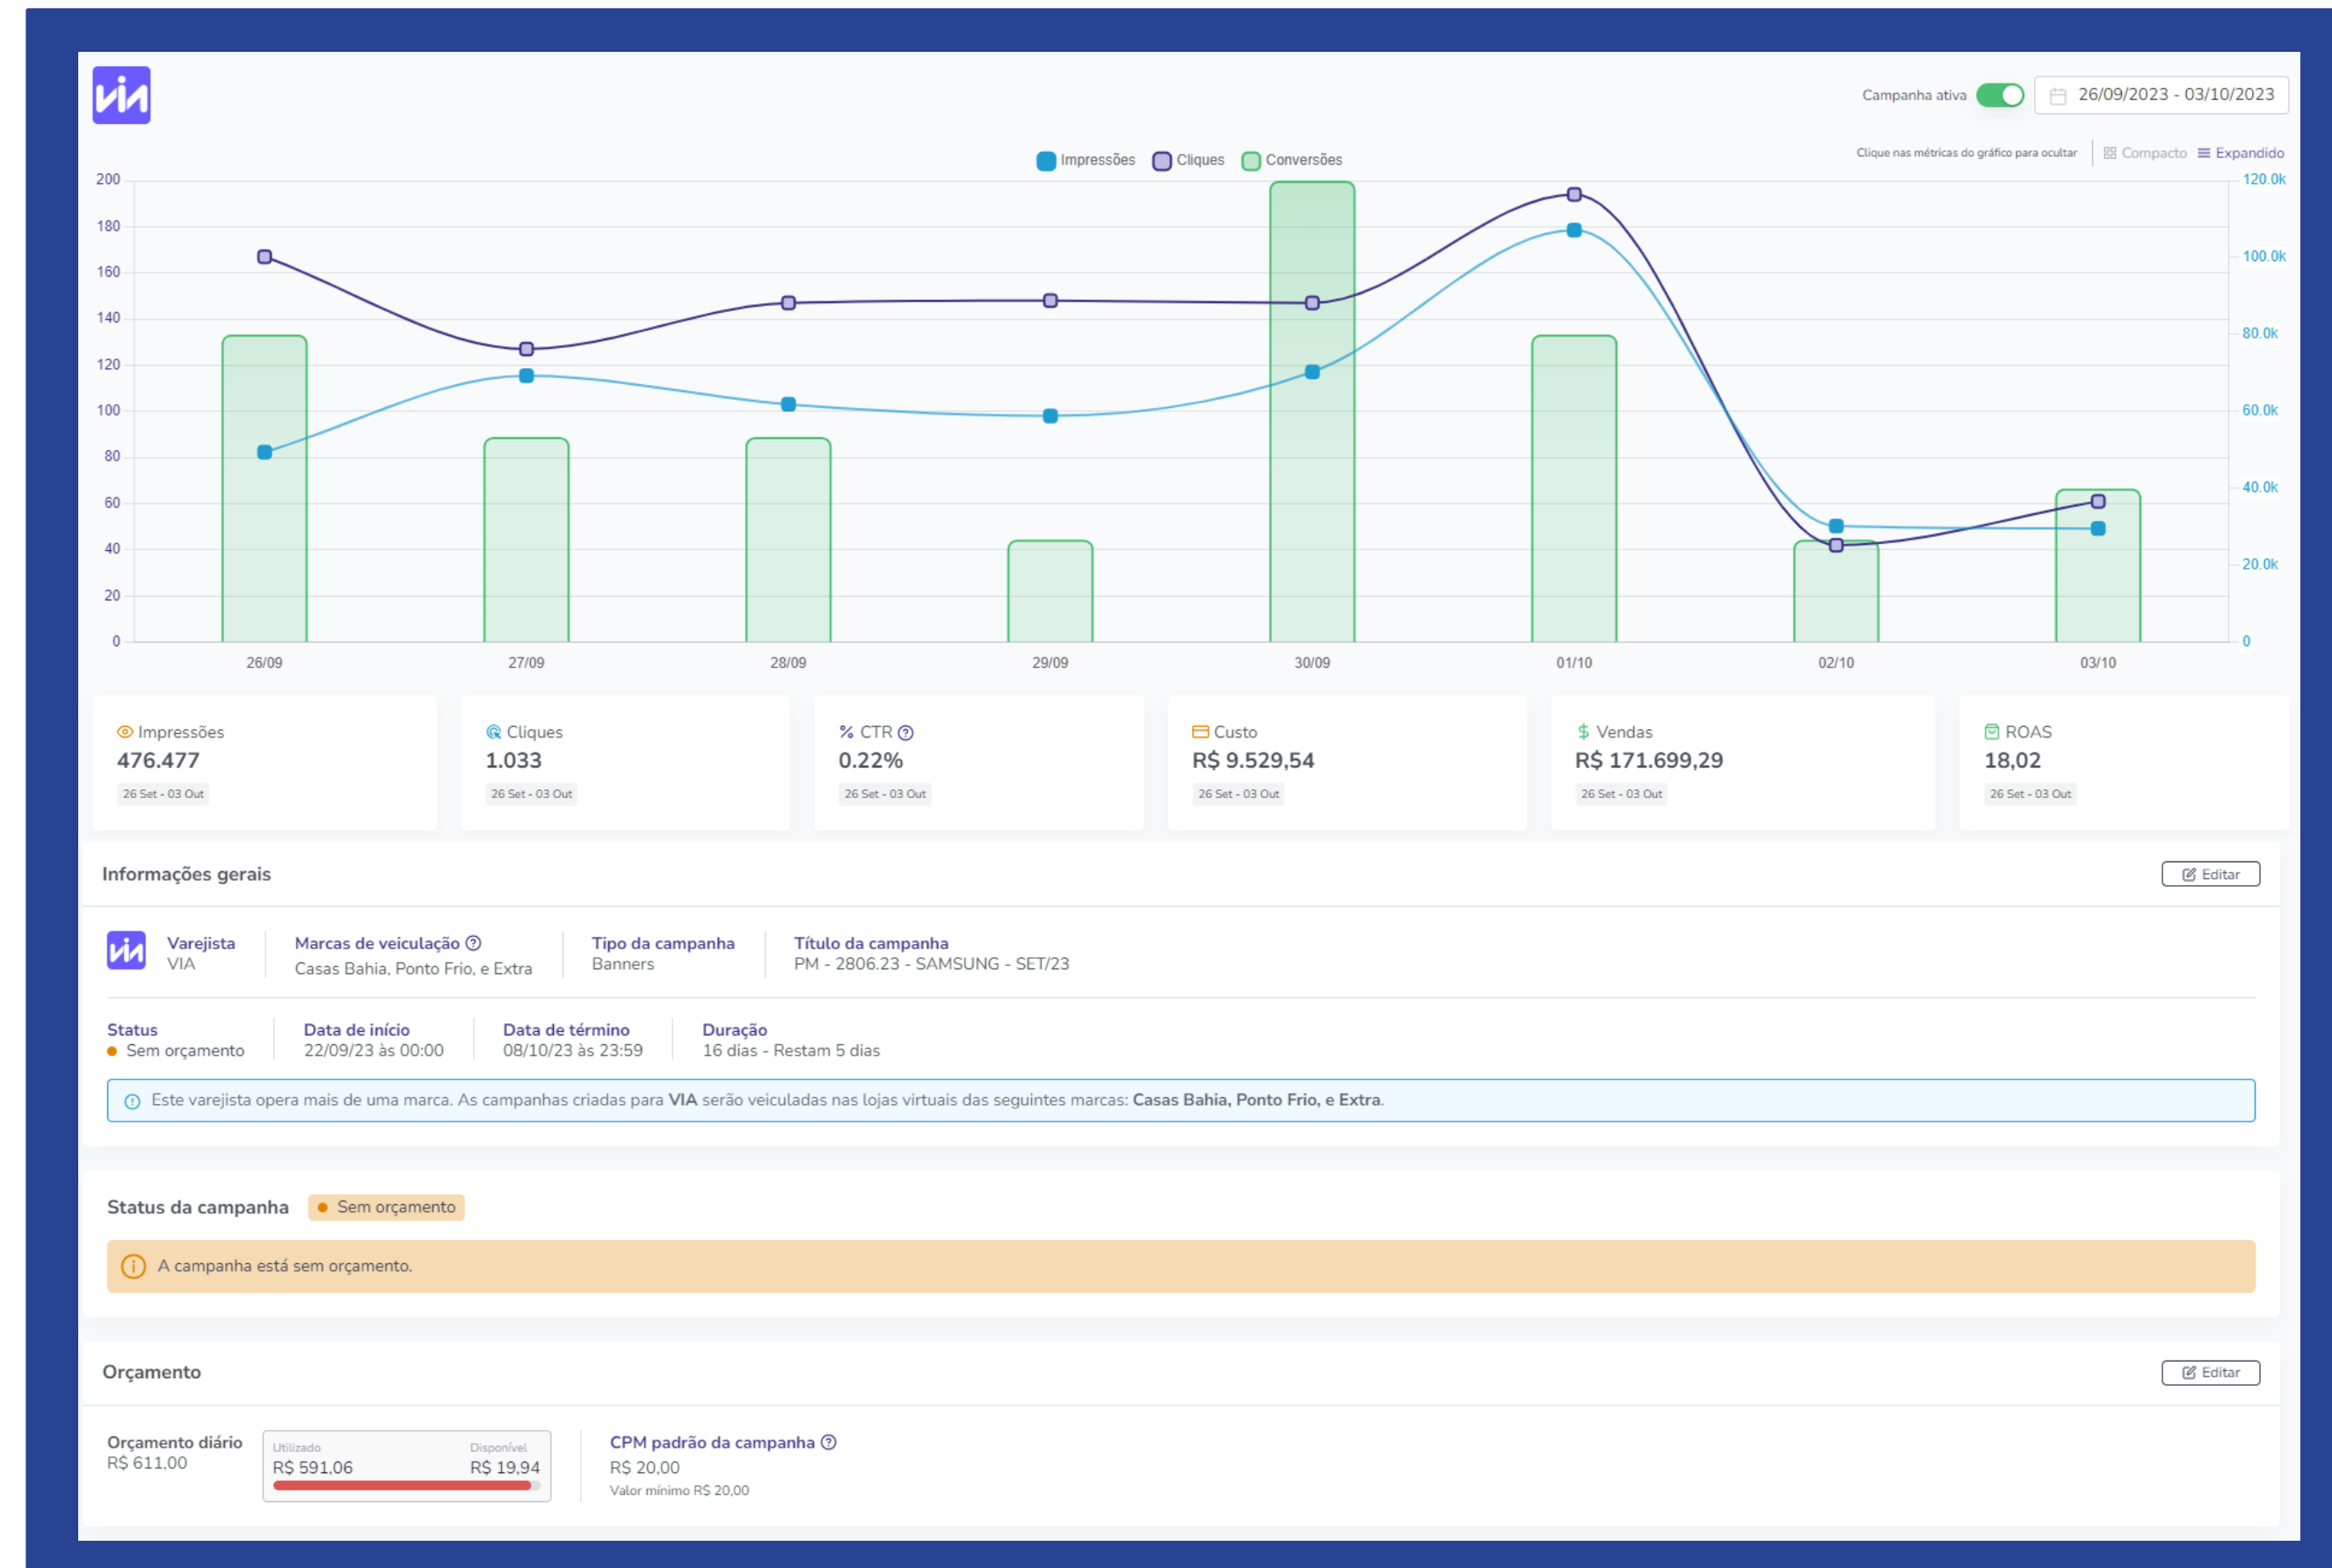 via
Campanha ativa 26/09/2023 - 03/10/2023
Impressões Cliques Conversões
Clique nas métricas do gráfico para ocultar Compacto Expandido
200 120.0k
180
160 100.0k
140 80.0k
120
100 60.0k
80
60 40.0k
40
20 20.0k
0 0
26/09 27/09 28/09 29/09 30/09 01/10 02/10 03/10
Impressões Cliques % CTR Custo $ Vendas ROAS
476.477 1.033 0.22% R$ 9.529,54 R$ 171.699,29 18,02
26 Set - 03 Out 26 Set - 03 Out 26 Set - 03 Out 26 Set - 03 Out 26 Set - 03 Out 26 Set - 03 Out
Informações gerais Editar
via Varejista Marcas de veiculação Tipo da campanha Título da campanha
VIA Casas Bahia, Ponto Frio, e Extra Banners PM - 2806.23 - SAMSUNG - SET/23
Status Data de início Data de término Duração
Sem orçamento 22/09/23 às 00:00 08/10/23 às 23:59 16 dias - Restam 5 dias
Este varejista opera mais de uma marca. As campanhas criadas para VIA serão veiculadas nas lojas virtuais das seguintes marcas: Casas Bahia, Ponto Frio, e Extra.
Status da campanha Sem orçamento
A campanha está sem orçamento.
Orçamento Editar
Orçamento diário Utilizado Disponível CPM padrão da campanha
R$ 611,00 R$ 591,06 R$ 19,94 R$ 20,00
Valor mínimo R$ 20,00